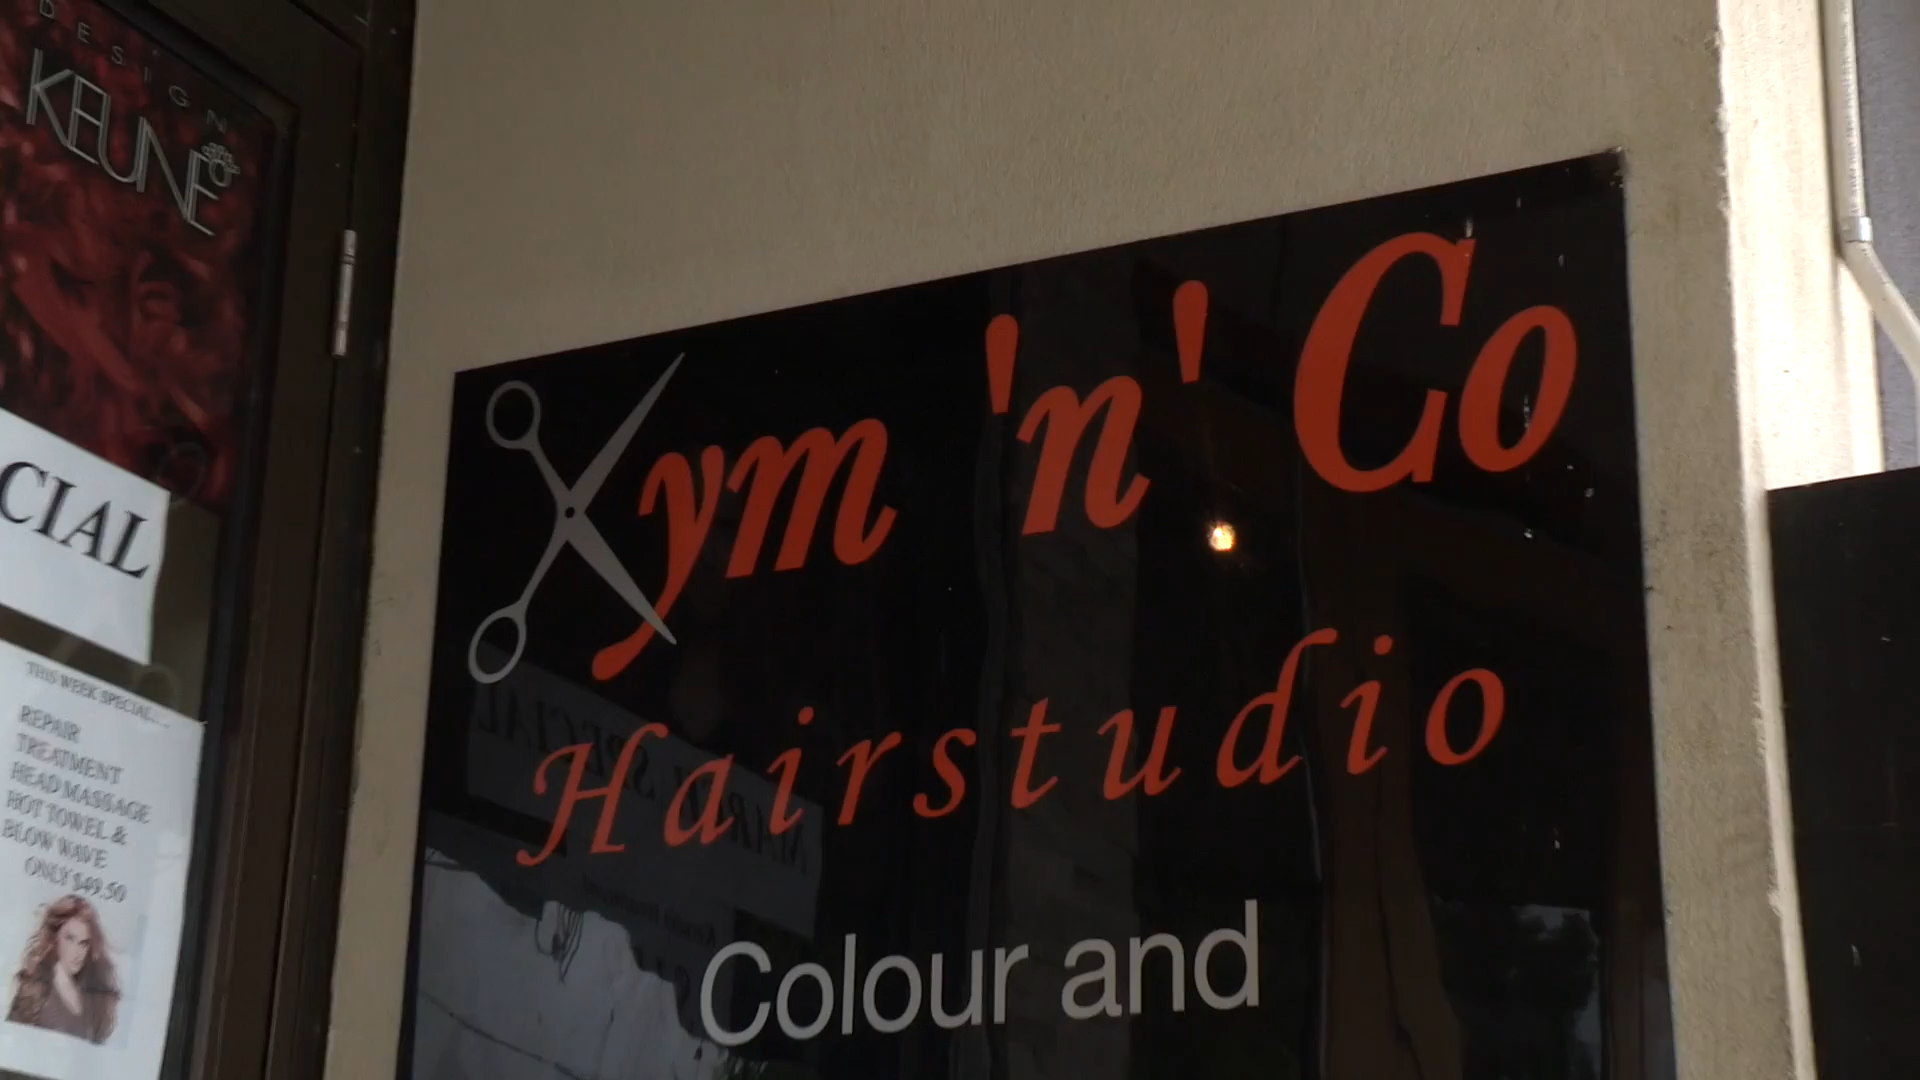 DESIGN
KEUNE
CIAL
THIS WEEK SPECIAL....
REPAIR
TREATMENT
HEAD MASSAGE
HOT TOWEL &
BLOW WAVE
ONLY $49.50
Kym 'n' Co
Hairstudio
Colour and